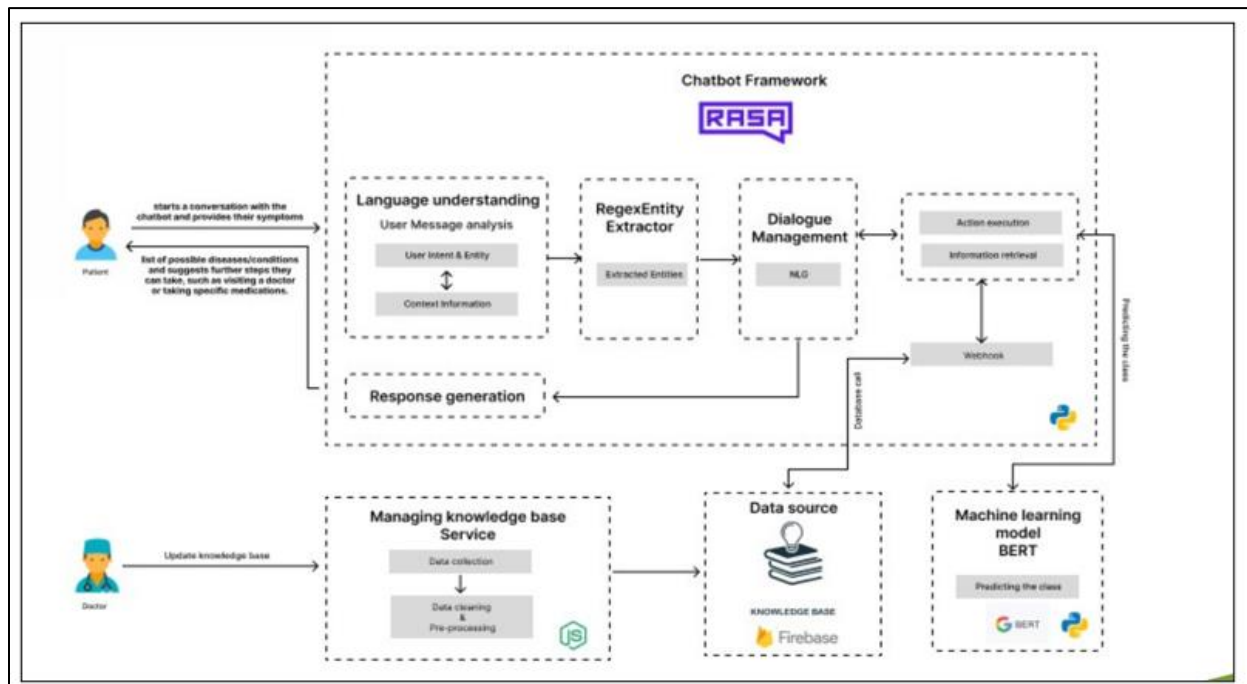 Chatbot Framework
RASA
starts a conversation with the
chatbot and provides their symptoms
Patient
list of possible diseases/conditions
and suggests further steps they
can take, such as visiting a doctor
or taking specific medications.
Language understanding
User Message analysis
User Intent & Entity
Context Information
RegexEntity
Extractor
Extracted Entities
Dialogue
Management
NLG
Action execution
Information retrieval
Webhook
Predicting the class
Database call
Response generation
Doctor
Update knowledge base
Managing knowledge base
Service
Data collection
Data cleaning
&
Pre-processing
JS
Data source
KNOWLEDGE BASE
Firebase
Machine learning
model
BERT
Predicting the class
G BERT